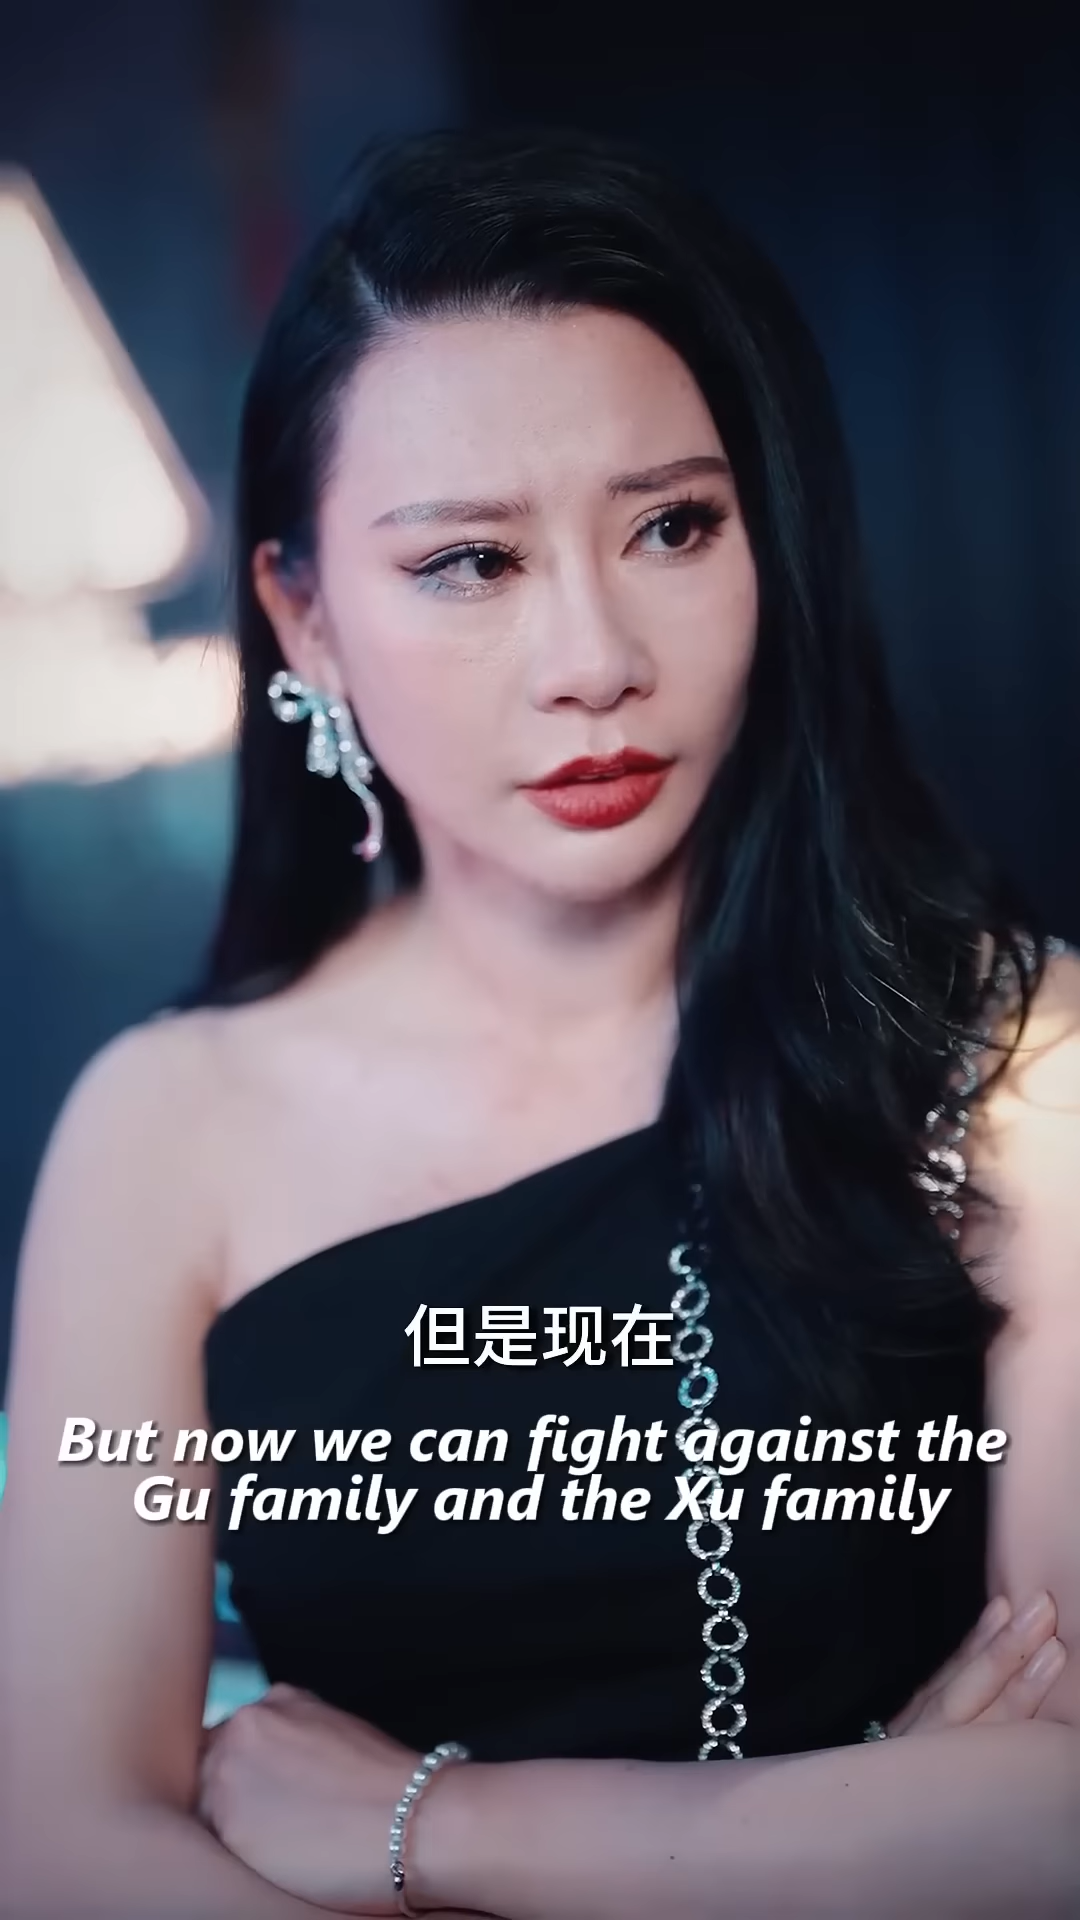 但是现在
But now we can fight against the
Gu family and the Xu family